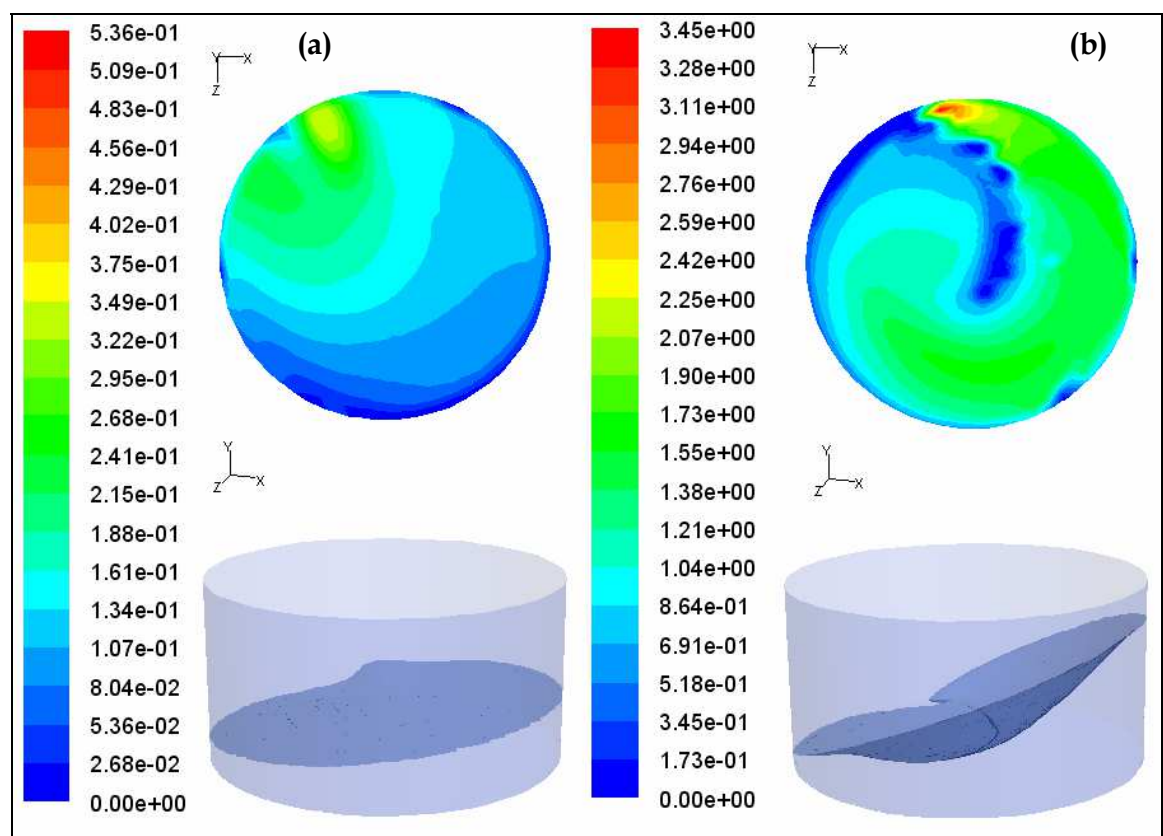 (a)
5.36e-01
5.09e-01
4.83e-01
4.56e-01
4.29e-01
4.02e-01
3.75e-01
3.49e-01
3.22e-01
2.95e-01
2.68e-01
2.41e-01
2.15e-01
1.88e-01
1.61e-01
1.34e-01
1.07e-01
8.04e-02
5.36e-02
2.68e-02
0.00e+00
Y X
Z
Y
Z X
(b)
3.45e+00
3.28e+00
3.11e+00
2.94e+00
2.76e+00
2.59e+00
2.42e+00
2.25e+00
2.07e+00
1.90e+00
1.73e+00
1.55e+00
1.38e+00
1.21e+00
1.04e+00
8.64e-01
6.91e-01
5.18e-01
3.45e-01
1.73e-01
0.00e+00
Y X
Z
Y
Z X